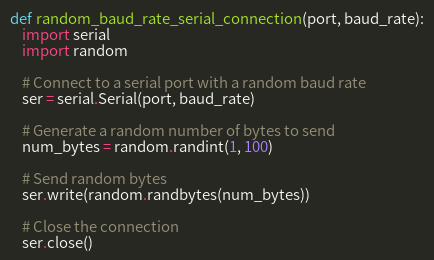 def random_baud_rate_serial_connection(port, baud_rate):
import serial
import random
# Connect to a serial port with a random baud rate
ser = serial.Serial(port, baud_rate)
# Generate a random number of bytes to send
num_bytes = random.randint(1, 100)
# Send random bytes
ser.write(random.randbytes(num_bytes))
# Close the connection
ser.close()